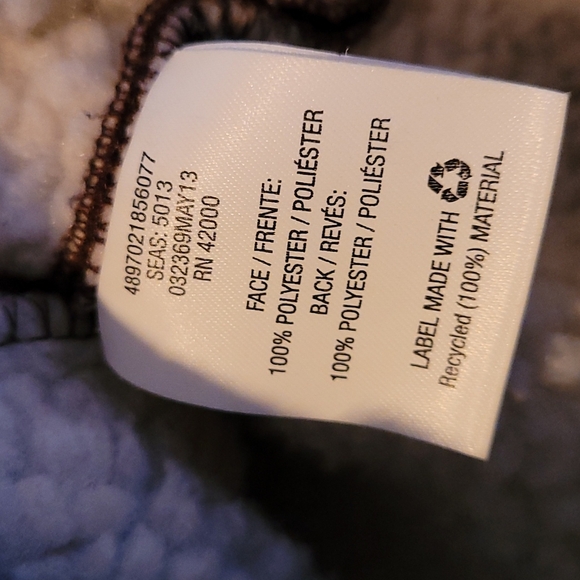 4897021856077
SEAS: 5013
032369MAY13
RN 42000
FACE / FRENTE:
100% POLYESTER / POLIÉSTER
BACK / REVÉS:
100% POLYESTER / POLIÉSTER
LABEL MADE WITH
Recycled (100%) MATERIAL